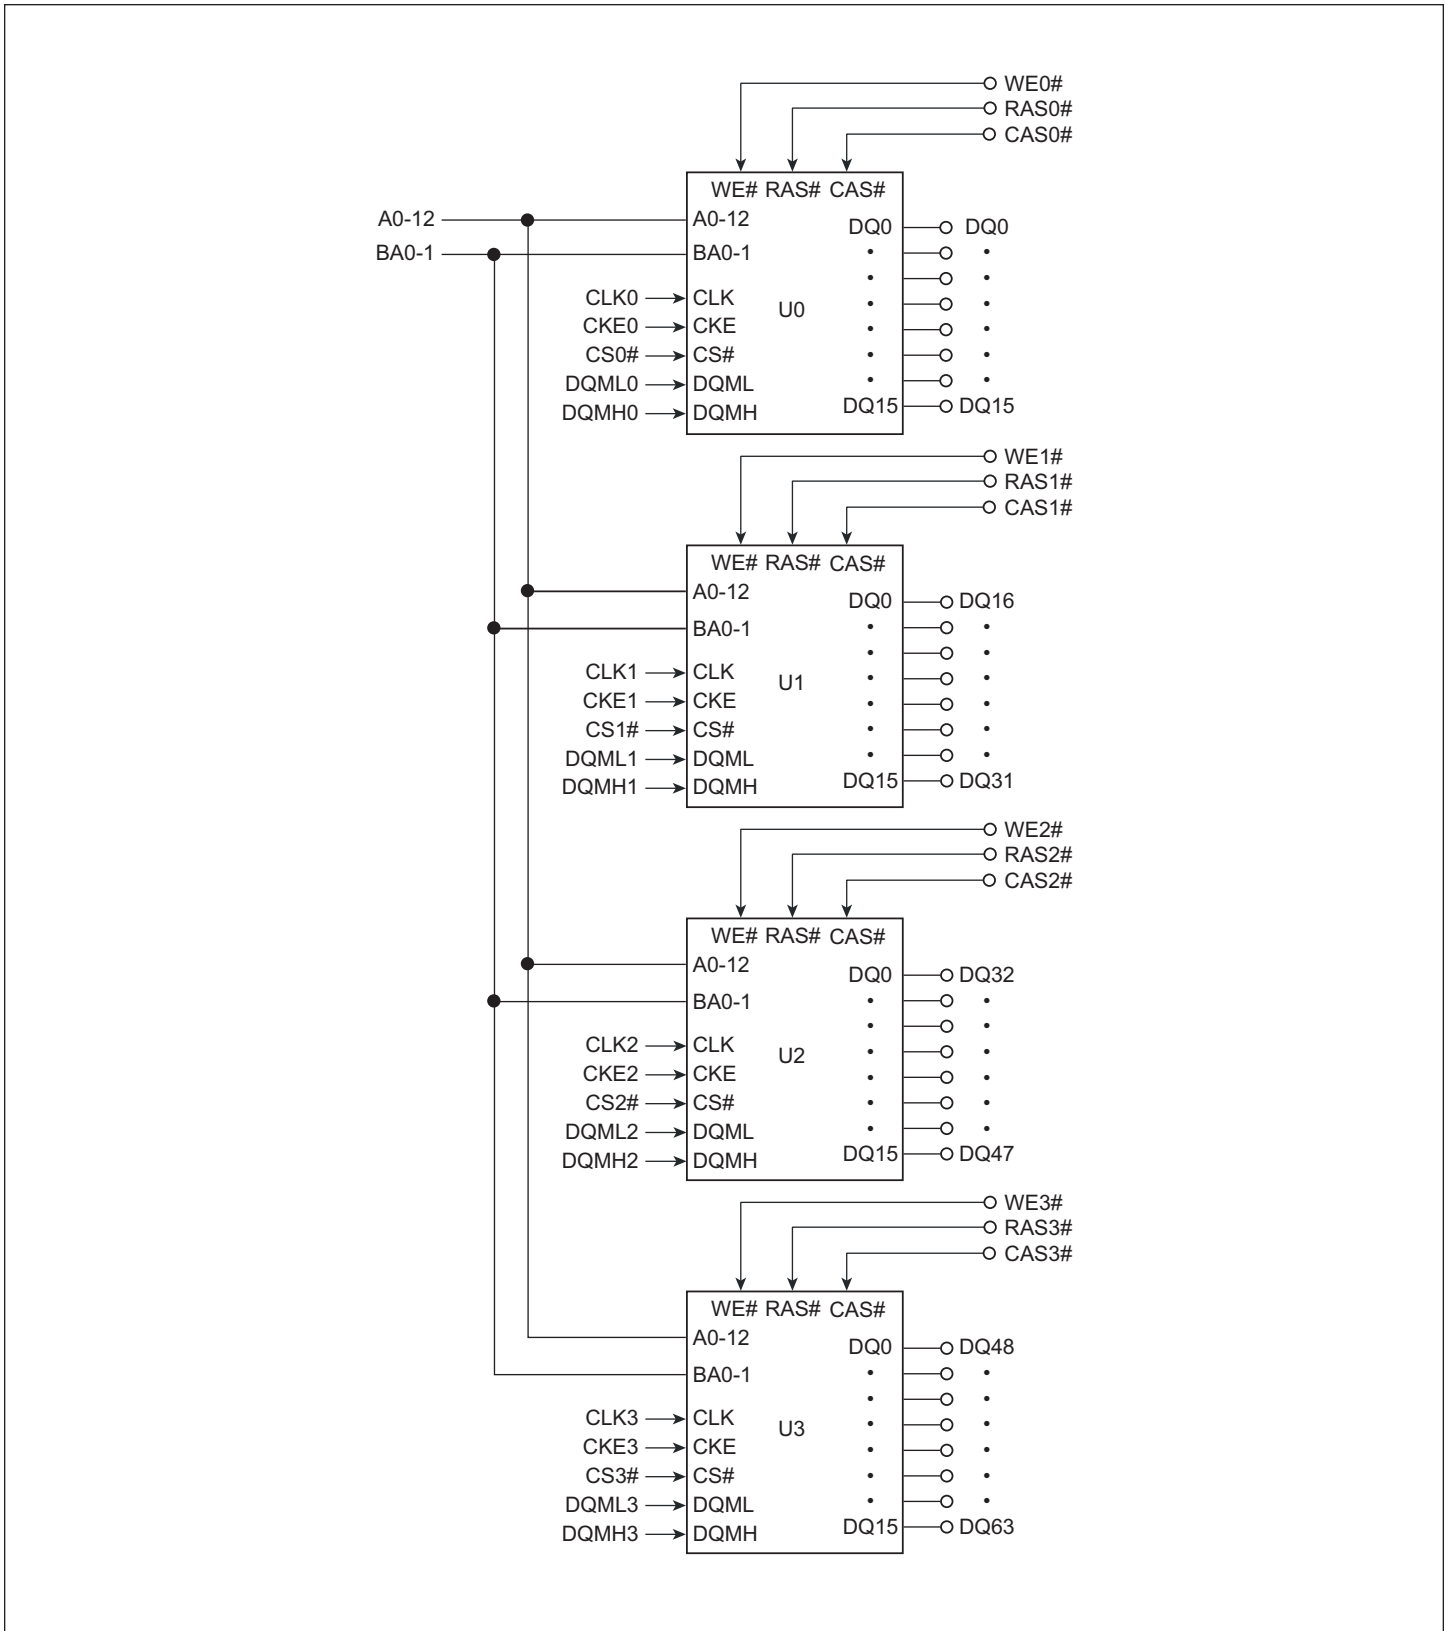 WE0#
RAS0#
CAS0#
WE# RAS# CAS#
A0-12 A0-12
DQ0 DQ0
BA0-1 BA0-1
CLK0 CLK
U0
CKE0 CKE
CS0# CS#
DQML0 DQML
DQMH0 DQMH
DQ15 DQ15
WE1#
RAS1#
CAS1#
WE# RAS# CAS#
A0-12
DQ0 DQ16
BA0-1
CLK1 CLK
U1
CKE1 CKE
CS1# CS#
DQML1 DQML
DQMH1 DQMH
DQ15 DQ31
WE2#
RAS2#
CAS2#
WE# RAS# CAS#
A0-12
DQ0 DQ32
BA0-1
CLK2 CLK
U2
CKE2 CKE
CS2# CS#
DQML2 DQML
DQMH2 DQMH
DQ15 DQ47
WE3#
RAS3#
CAS3#
WE# RAS# CAS#
A0-12
DQ0 DQ48
BA0-1
CLK3 CLK
U3
CKE3 CKE
CS3# CS#
DQML3 DQML
DQMH3 DQMH
DQ15 DQ63